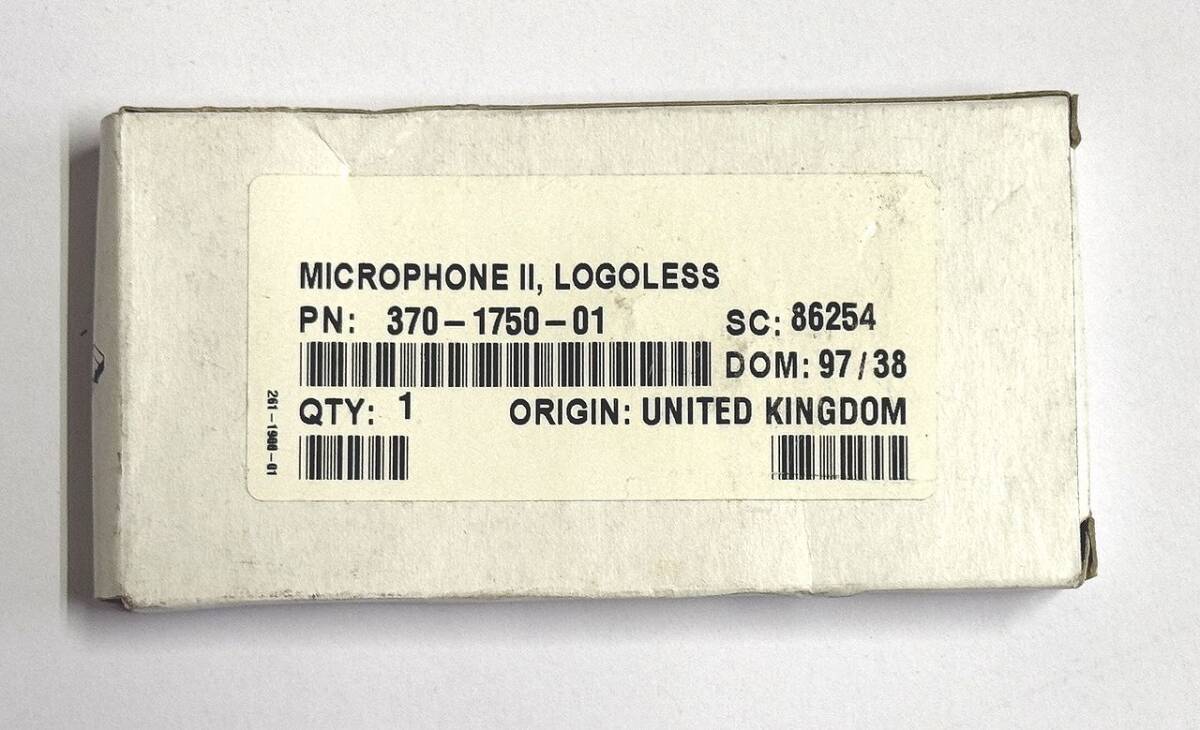 MICROPHONE II, LOGOLESS
PN: 370-1750-01
SC: 86254
DOM: 97/38
QTY: 1
ORIGIN: UNITED KINGDOM
261-1900-01